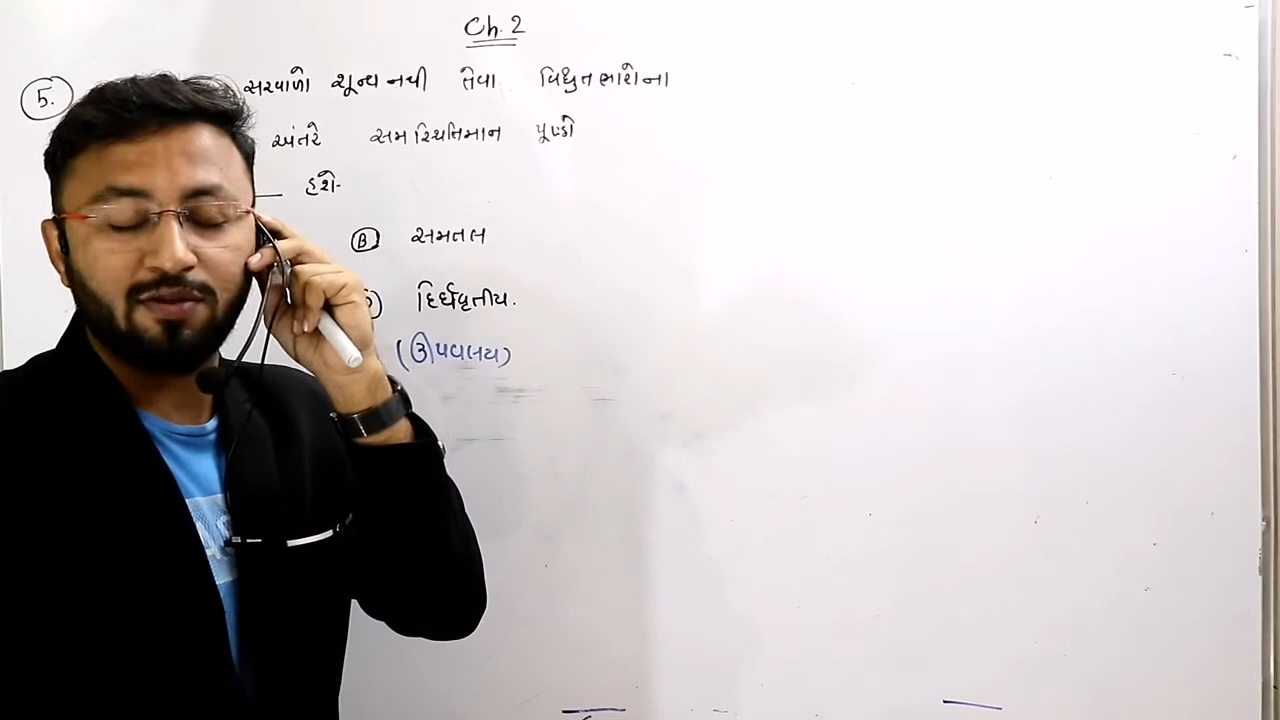 Ch. 2
5. સરવાળો શૂન્ય નથી તેવા વિદ્યુતભારોના
અંતરે સમસ્થિતિમાન પૃષ્ઠો
— હશે-
B સમતલ
દિર્ઘવૃતીય.
(ઉપવલય)